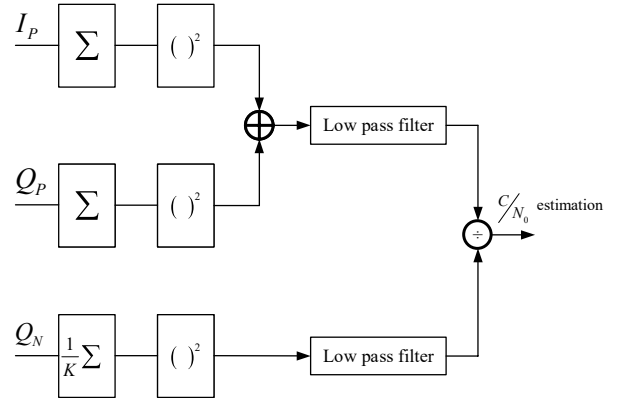 I_P
∑
( )²
Low pass filter
Q_P
∑
( )²
C/N₀ estimation
÷
Q_N
1/K ∑
( )²
Low pass filter